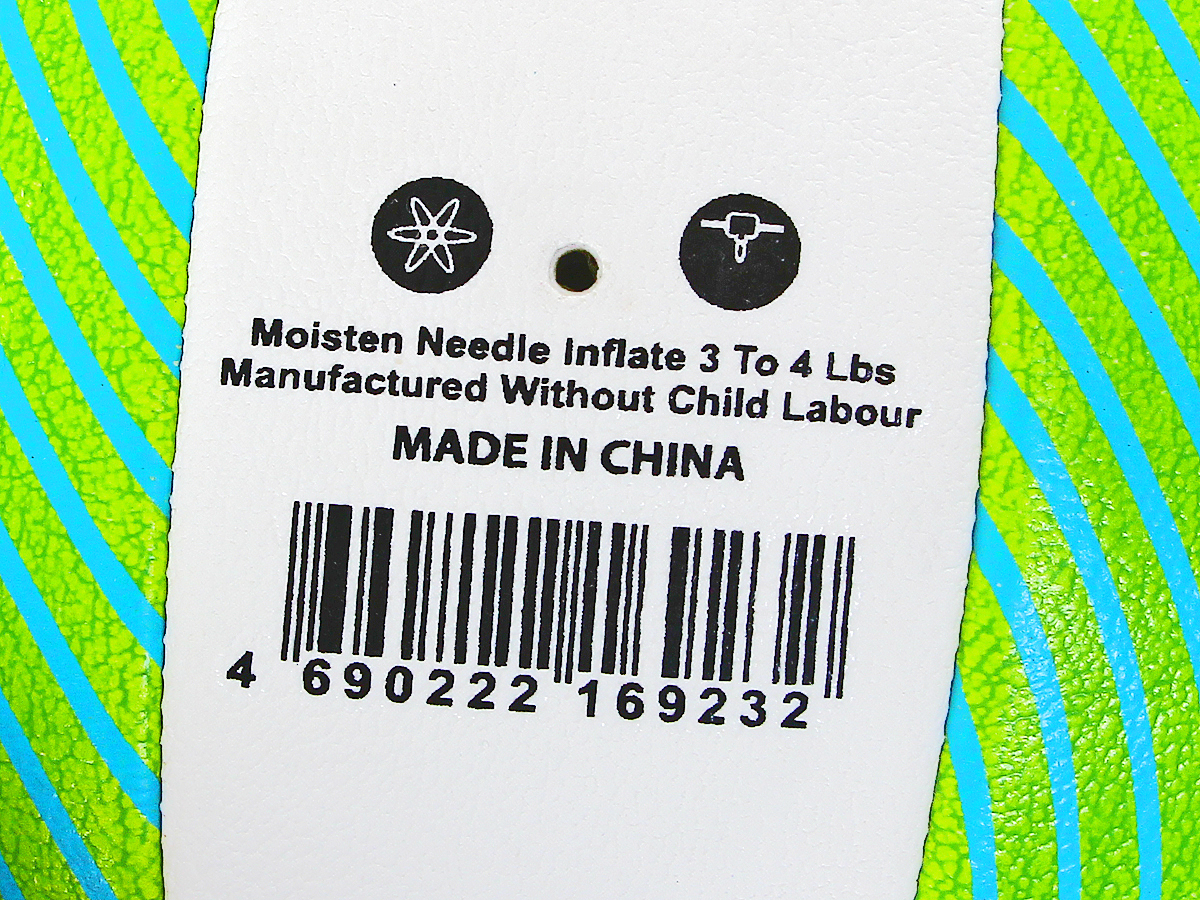 Moisten Needle Inflate 3 To 4 Lbs
Manufactured Without Child Labour
MADE IN CHINA
4 690222 169232